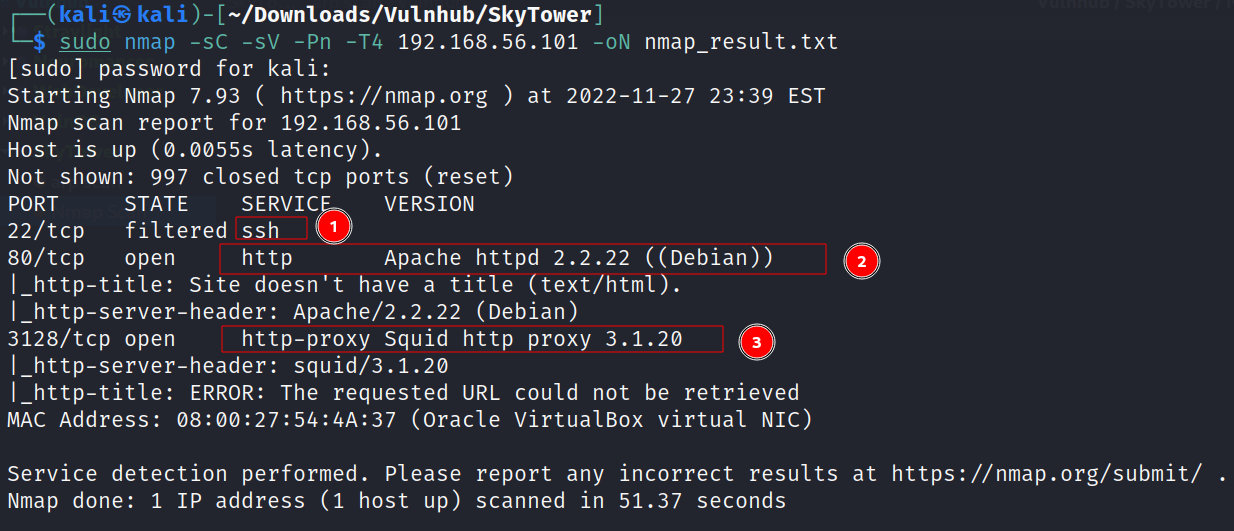 ┌──(kali㉿kali)-[~/Downloads/Vulnhub/SkyTower]
└─$ sudo nmap -sC -sV -Pn -T4 192.168.56.101 -oN nmap_result.txt
[sudo] password for kali:
Starting Nmap 7.93 ( https://nmap.org ) at 2022-11-27 23:39 EST
Nmap scan report for 192.168.56.101
Host is up (0.0055s latency).
Not shown: 997 closed tcp ports (reset)
PORT     STATE    SERVICE    VERSION
22/tcp   filtered ssh 1
80/tcp   open     http       Apache httpd 2.2.22 ((Debian)) 2
|_http-title: Site doesn't have a title (text/html).
|_http-server-header: Apache/2.2.22 (Debian)
3128/tcp open     http-proxy Squid http proxy 3.1.20 3
|_http-server-header: squid/3.1.20
|_http-title: ERROR: The requested URL could not be retrieved
MAC Address: 08:00:27:54:4A:37 (Oracle VirtualBox virtual NIC)
Service detection performed. Please report any incorrect results at https://nmap.org/submit/ .
Nmap done: 1 IP address (1 host up) scanned in 51.37 seconds